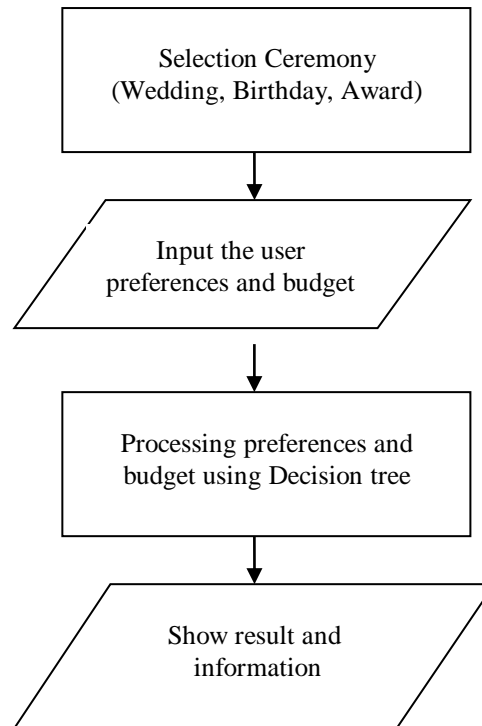 Selection Ceremony
(Wedding, Birthday, Award)
Input the user
preferences and budget
Processing preferences and
budget using Decision tree
Show result and
information